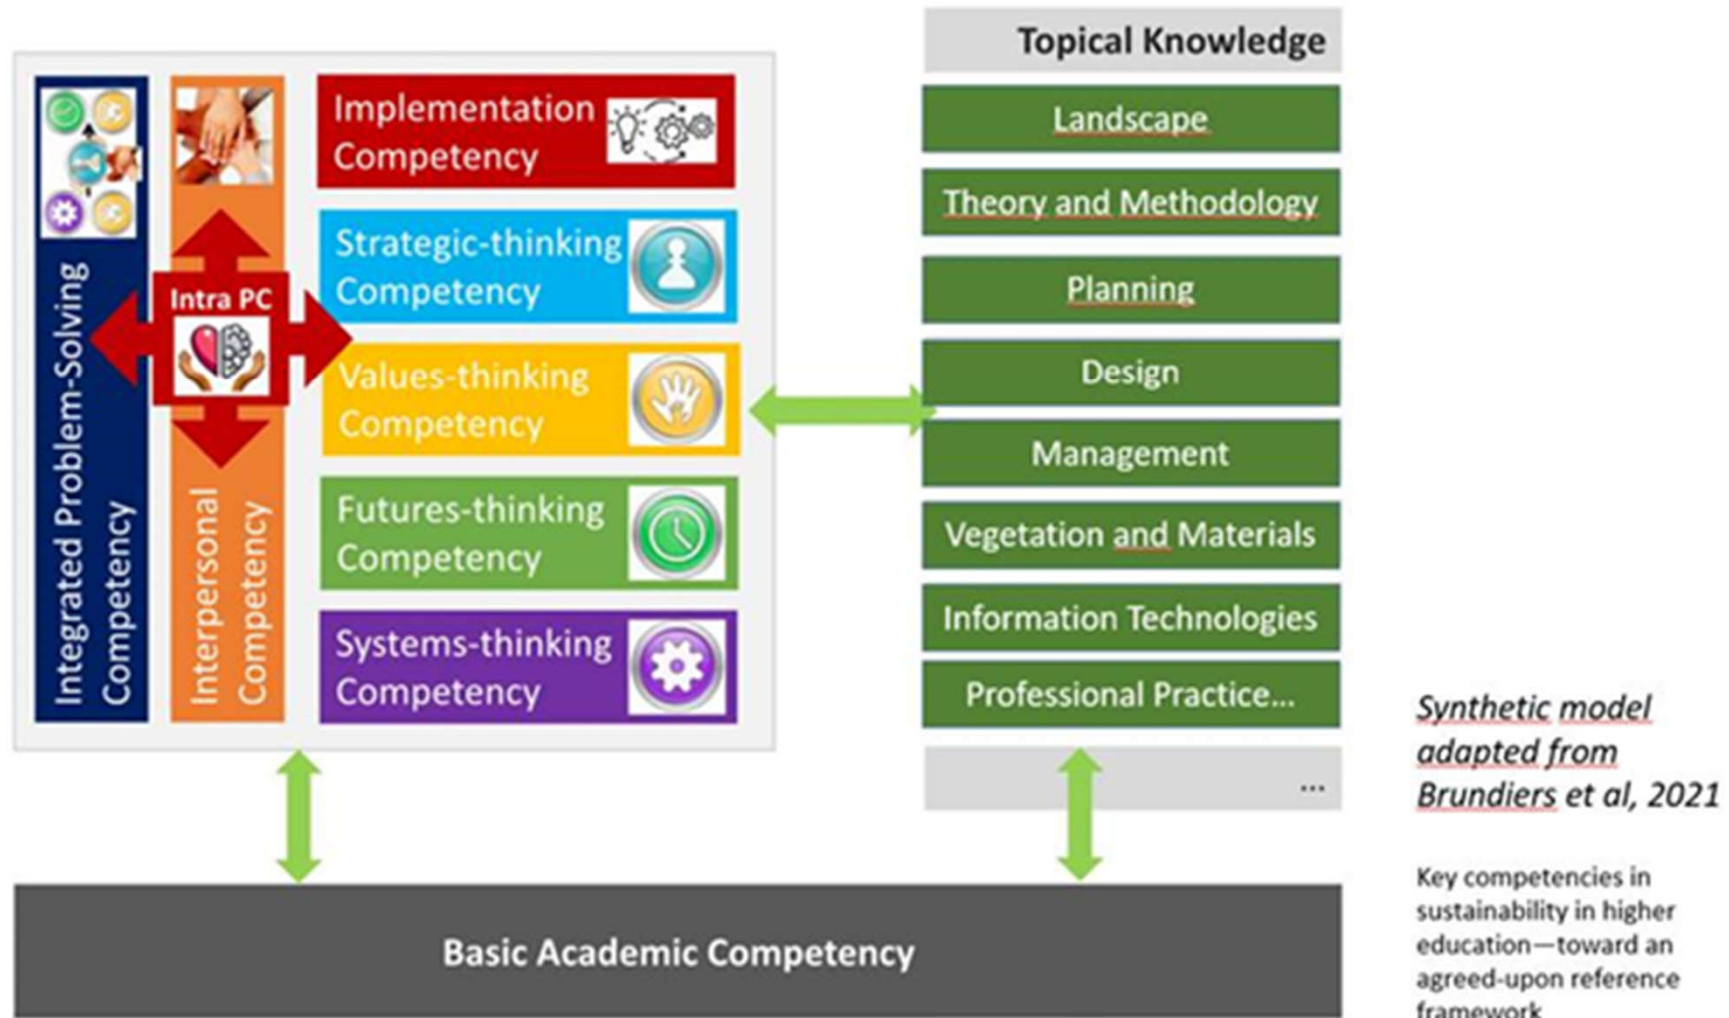 Topical Knowledge
Integrated Problem-Solving
Competency
Interpersonal
Competency
Intra PC
Implementation
Competency
Strategic-thinking
Competency
Values-thinking
Competency
Futures-thinking
Competency
Systems-thinking
Competency
Landscape
Theory and Methodology
Planning
Design
Management
Vegetation and Materials
Information Technologies
Professional Practice...
...
Basic Academic Competency
Synthetic model
adapted from
Brundiers et al, 2021
Key competencies in
sustainability in higher
education—toward an
agreed-upon reference
framework